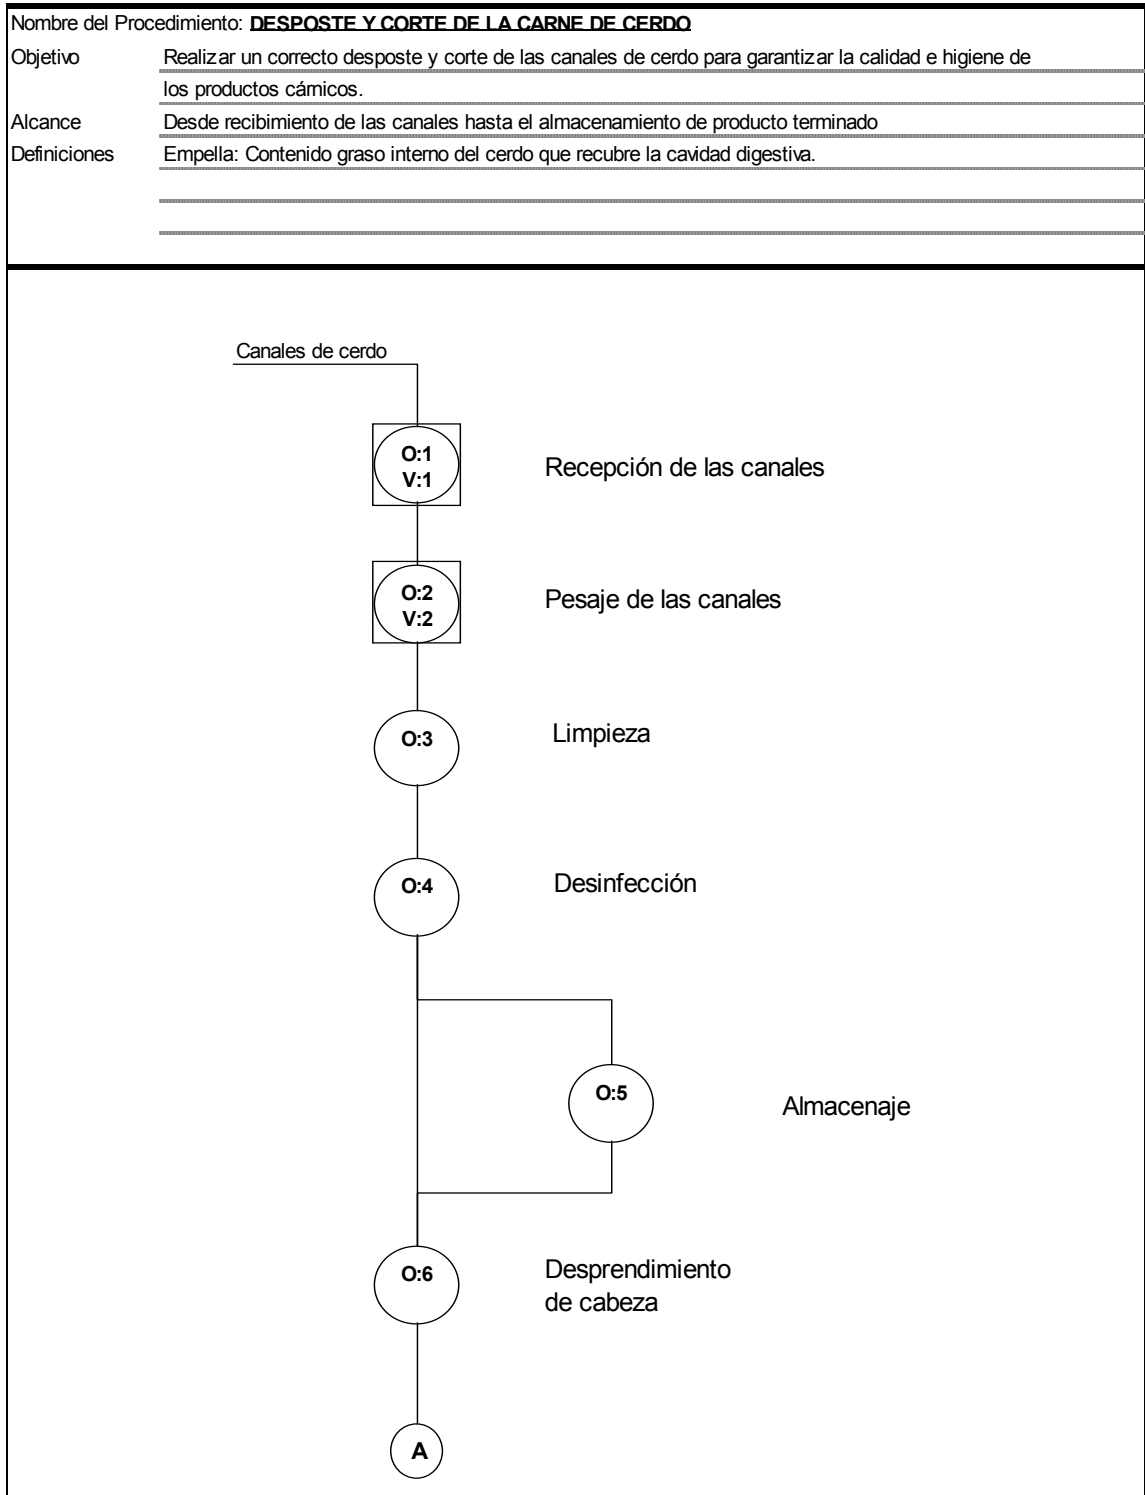 Nombre del Procedimiento: DESPOSTE Y CORTE DE LA CARNE DE CERDO
Objetivo Realizar un correcto desposte y corte de las canales de cerdo para garantizar la calidad e higiene de
los productos cárnicos.
Alcance Desde recibimiento de las canales hasta el almacenamiento de producto terminado
Definiciones Empella: Contenido graso interno del cerdo que recubre la cavidad digestiva.
Canales de cerdo
O:1
V:1
Recepción de las canales
O:2
V:2
Pesaje de las canales
O:3
Limpieza
O:4
Desinfección
O:5
Almacenaje
O:6
Desprendimiento
de cabeza
A